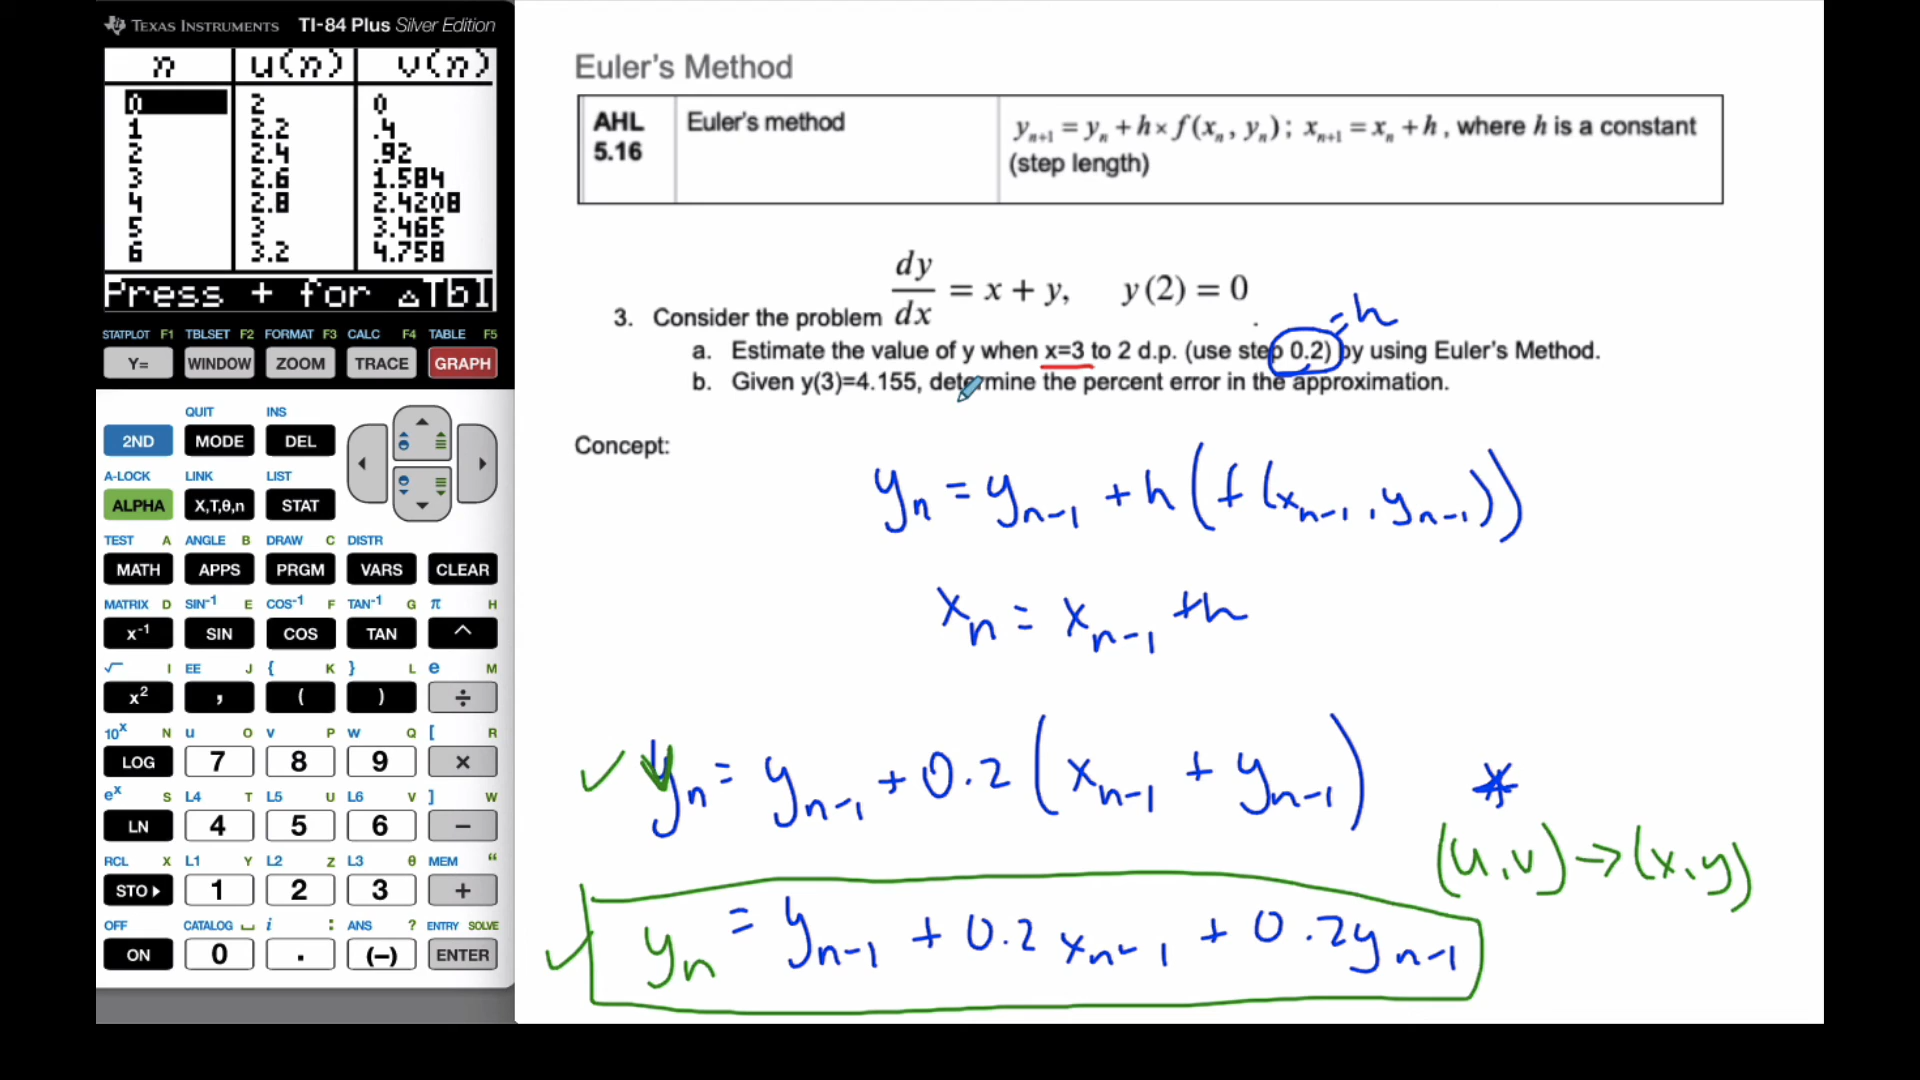 TEXAS INSTRUMENTS TI-84 Plus Silver Edition
n u(n) v(n)
0 2 0
1 2.2 .4
2 2.4 .92
3 2.6 1.584
4 2.8 2.4208
5 3 3.465
6 3.2 4.758
Press + for △Tbl
STATPLOT F1 TBLSET F2 FORMAT F3 CALC F4 TABLE F5
Y= WINDOW ZOOM TRACE GRAPH
QUIT INS
2ND MODE DEL
A-LOCK LINK LIST
ALPHA X,T,θ,n STAT
TEST A ANGLE B DRAW C DISTR
MATH APPS PRGM VARS CLEAR
MATRIX D SIN⁻¹ E COS⁻¹ F TAN⁻¹ G π H
x⁻¹ SIN COS TAN ^
√ I EE J { K } L e M
x² , ( ) ÷
10ˣ N u O v P w Q [ R
LOG 7 8 9 ×
eˣ S L4 T L5 U L6 V ] W
LN 4 5 6 −
RCL X L1 Y L2 Z L3 θ MEM “
STO▶ 1 2 3 +
OFF CATALOG ⎵ i : ANS ? ENTRY SOLVE
ON 0 . (−) ENTER
Euler's Method
AHL 5.16 Euler's method yₙ₊₁ = yₙ + h × f(xₙ, yₙ); xₙ₊₁ = xₙ + h, where h is a constant
(step length)
3. Consider the problem dy/dx = x + y, y(2) = 0.
= h
a. Estimate the value of y when x=3 to 2 d.p. (use step 0.2) by using Euler's Method.
b. Given y(3)=4.155, determine the percent error in the approximation.
Concept:
yₙ = yₙ₋₁ + h(f(xₙ₋₁, yₙ₋₁))
xₙ = xₙ₋₁ + h
✓ yₙ = yₙ₋₁ + 0.2(xₙ₋₁ + yₙ₋₁) *
(u,v) → (x,y)
✓ yₙ = yₙ₋₁ + 0.2xₙ₋₁ + 0.2yₙ₋₁